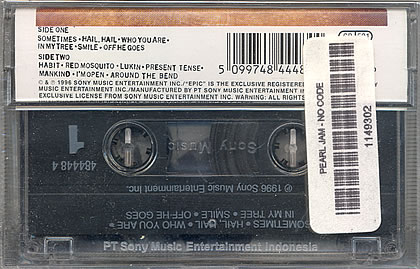 SIDE ONE
SOMETIMES • HAIL, HAIL • WHO YOU ARE •
IN MY TREE • SMILE • OFF HE GOES
SIDE TWO
HABIT • RED MOSQUITO • LUKIN • PRESENT TENSE •
MANKIND • I'M OPEN • AROUND THE BEND
© & ℗ 1996 SONY MUSIC ENTERTAINMENT INC./"EPIC" IS THE EXCLUSIVE REGISTERED
MUSIC ENTERTAINMENT INC./MANUFACTURED BY PT SONY MUSIC ENTERTAINMENT
EXCLUSIVE LICENSE FROM SONY MUSIC ENTERTAINMENT INC. WARNING: ALL RIGHTS
5 099748 4448
PEARL JAM - NO CODE
1149302
484448 4
1
Sony Music
℗ 1996 Sony Music Entertainment Inc.
SOMETIMES • HAIL, HAIL • WHO YOU ARE •
IN MY TREE • SMILE • OFF HE GOES
PT Sony Music Entertainment Indonesia